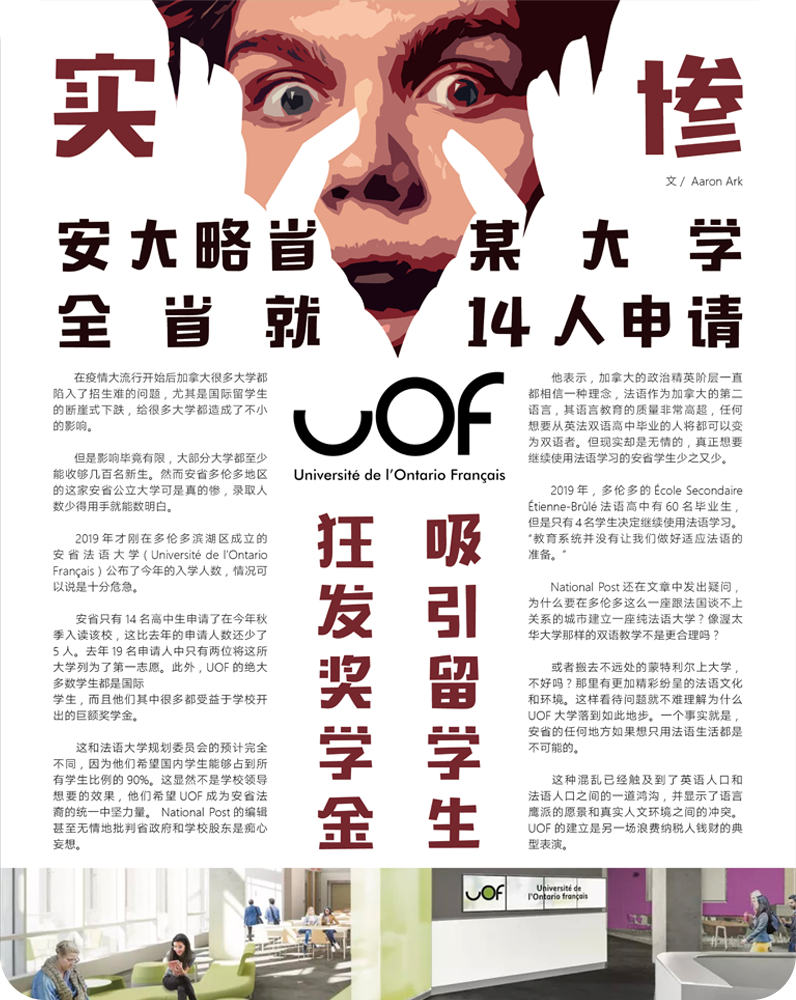 实惨
文 / Aaron Ark
安大略省某大学
全省就14人申请
在疫情大流行开始后加拿大很多大学都
陷入了招生难的问题，尤其是国际留学生
的断崖式下跌，给很多大学都造成了不小
的影响。
但是影响毕竟有限，大部分大学都至少
能收够几百名新生。然而安省多伦多地区
的这家安省公立大学可是真的惨，录取人
数少得用手就能数明白。
2019 年才刚在多伦多滨湖区成立的
安省法语大学 ( Université de l'Ontario
Français ) 公布了今年的入学人数，情况可
以说是十分危急。
安省只有 14 名高中生申请了在今年秋
季入读该校，这比去年的申请人数还少了
5 人。去年 19 名申请人中只有两位将这所
大学列为了第一志愿。此外，UOF 的绝大
多数学生都是国际
学生，而且他们其中很多都受益于学校开
出的巨额奖学金。
这和法语大学规划委员会的预计完全
不同，因为他们希望国内学生能够占到所
有学生比例的 90%。这显然不是学校领导
想要的效果，他们希望 UOF 成为安省法
裔的统一中坚力量。 National Post 的编辑
甚至无情地批判省政府和学校股东是痴心
妄想。
UOF
Université de l'Ontario Français
吸引留学生
狂发奖学金
他表示，加拿大的政治精英阶层一直
都相信一种理念，法语作为加拿大的第二
语言，其语言教育的质量非常高超，任何
想要从英法双语高中毕业的人将都可以变
为双语者。但现实却是无情的，真正想要
继续使用法语学习的安省学生少之又少。
2019 年，多伦多的 École Secondaire
Étienne-Brûlé 法语高中有 60 名毕业生，
但是只有 4 名学生决定继续使用法语学习。
“教育系统并没有让我们做好适应法语的
准备。”
National Post 还在文章中发出疑问，
为什么要在多伦多这么一座跟法国谈不上
关系的城市建立一座纯法语大学？像渥太
华大学那样的双语教学不是更合理吗？
或者搬去不远处的蒙特利尔上大学，
不好吗？那里有更加精彩纷呈的法语文化
和环境。这样看待问题就不难理解为什么
UOF 大学落到如此地步。一个事实就是，
安省的任何地方如果想只用法语生活都是
不可能的。
这种混乱已经触及到了英语人口和
法语人口之间的一道鸿沟，并显示了语言
鹰派的愿景和真实人文环境之间的冲突。
UOF 的建立是另一场浪费纳税人钱财的典
型表演。
UOF
Université de
l'Ontario français